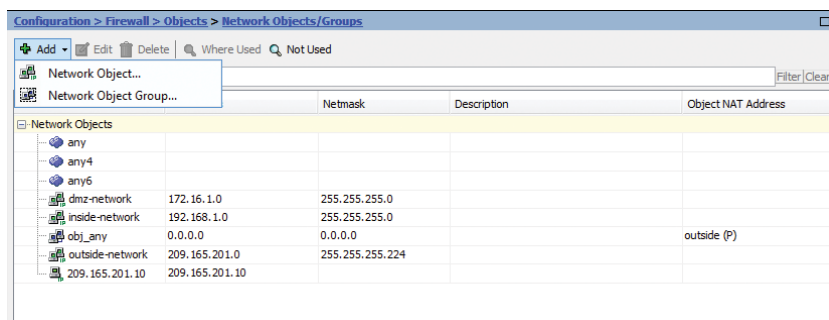 Configuration > Firewall > Objects > Network Objects/Groups
Add Edit Delete Where Used Not Used
Network Object...
Filter Clear
Network Object Group...
Netmask Description Object NAT Address
Network Objects
any
any4
any6
dmz-network 172.16.1.0 255.255.255.0
inside-network 192.168.1.0 255.255.255.0
obj_any 0.0.0.0 0.0.0.0 outside (P)
outside-network 209.165.201.0 255.255.255.224
209.165.201.10 209.165.201.10